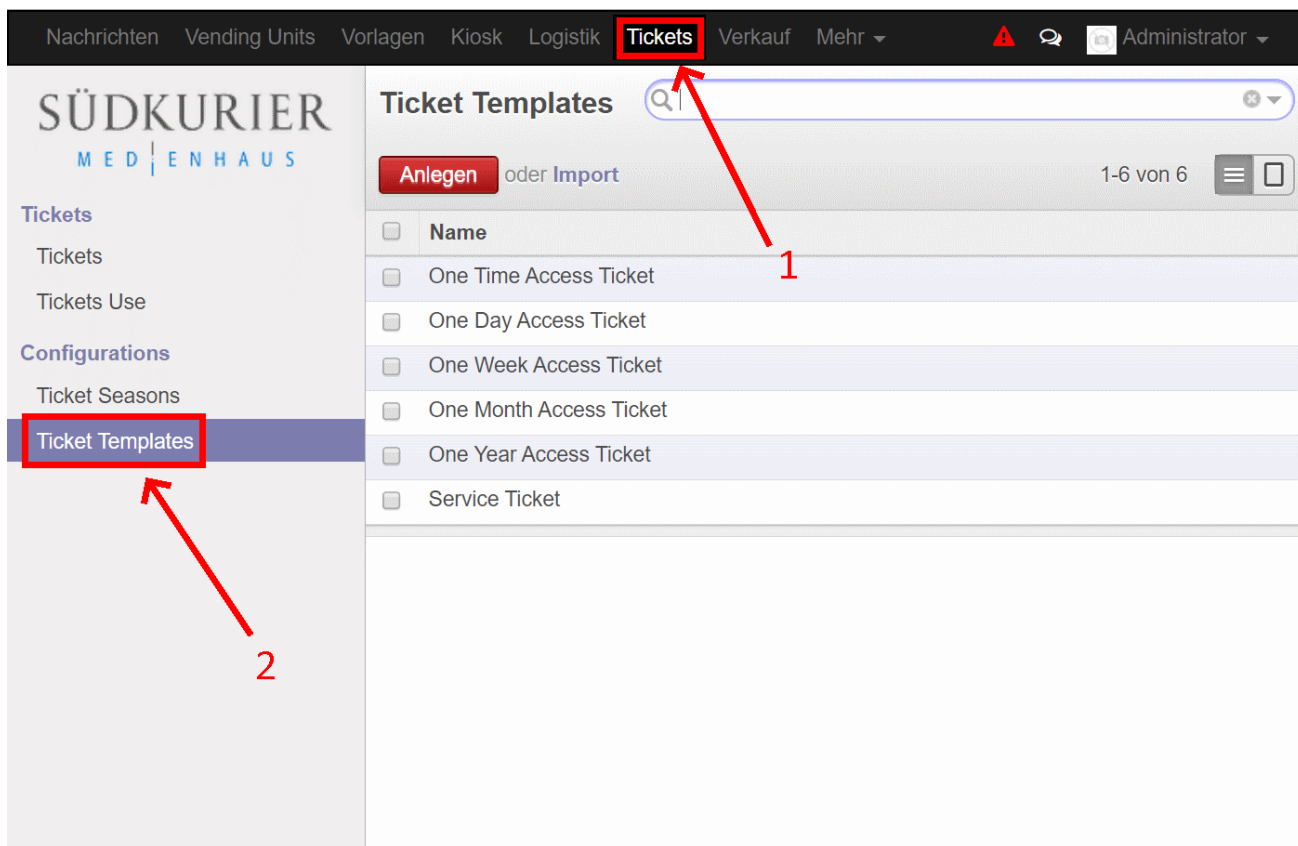 Nachrichten Vending Units Vorlagen Kiosk Logistik Tickets Verkauf Mehr Administrator
SÜDKURIER
MEDIENHAUS
Ticket Templates
Anlegen oder Import 1-6 von 6
Tickets
Tickets
Tickets Use
Configurations
Ticket Seasons
Ticket Templates
Name
One Time Access Ticket
One Day Access Ticket
One Week Access Ticket
One Month Access Ticket
One Year Access Ticket
Service Ticket
1
2